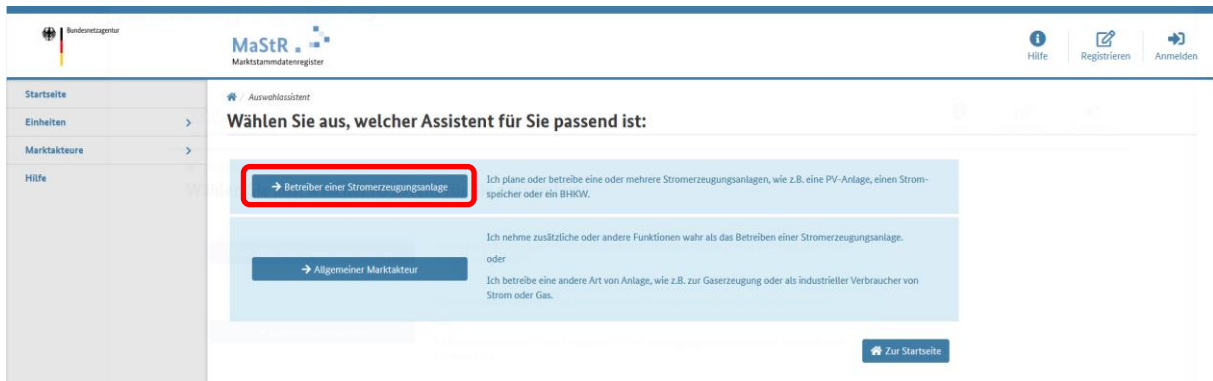 Bundesnetzagentur
MaStR
Marktstammdatenregister
Hilfe
Registrieren
Anmelden
Startseite
Einheiten
Marktakteure
Hilfe
/ Auswahlassistent
Wählen Sie aus, welcher Assistent für Sie passend ist:
→ Betreiber einer Stromerzeugungsanlage
Ich plane oder betreibe eine oder mehrere Stromerzeugungsanlagen, wie z.B. eine PV-Anlage, einen Strom-
speicher oder ein BHKW.
→ Allgemeiner Marktakteur
Ich nehme zusätzliche oder andere Funktionen wahr als das Betreiben einer Stromerzeugungsanlage.
oder
Ich betreibe eine andere Art von Anlage, wie z.B. zur Gaserzeugung oder als industrieller Verbraucher von
Strom oder Gas.
Zur Startseite